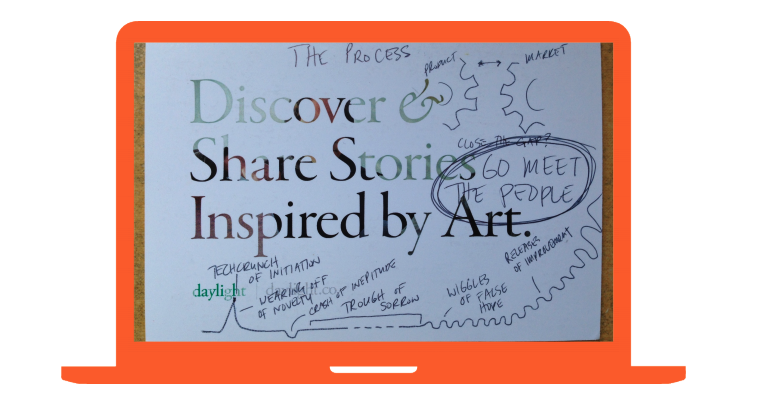 THE PROCESS
PRODUCT
MARKET
Discover &
Share Stories
Inspired by Art.
CLOSE THE GAP?
GO MEET
THE PEOPLE
TECHCRUNCH
OF INITIATION
WEARING OFF
OF NOVELTY
CRASH OF INEPTITUDE
TROUGH OF
SORROW
WIGGLES
OF FALSE
HOPE
RELEASES
OF IMPROVEMENT
daylight
daylight.co